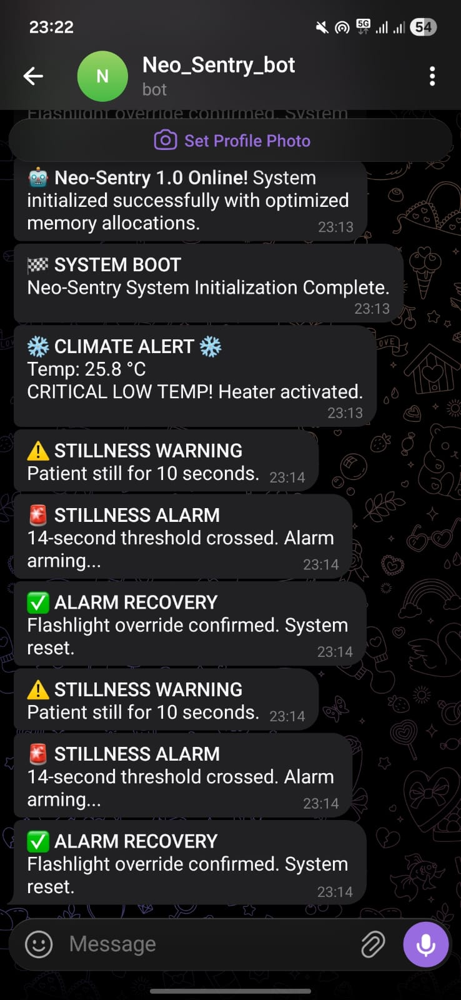 23:22
5G
54
N
Neo_Sentry_bot
bot
Flashlight override confirmed. System
Set Profile Photo
🤖 Neo-Sentry 1.0 Online! System
initialized successfully with optimized
memory allocations.
23:13
🏁 SYSTEM BOOT
Neo-Sentry System Initialization Complete.
23:13
❄️ CLIMATE ALERT ❄️
Temp: 25.8 °C
CRITICAL LOW TEMP! Heater activated.
23:13
⚠️ STILLNESS WARNING
Patient still for 10 seconds. 23:14
🚨 STILLNESS ALARM
14-second threshold crossed. Alarm
arming...
23:14
✅ ALARM RECOVERY
Flashlight override confirmed. System
reset.
23:14
⚠️ STILLNESS WARNING
Patient still for 10 seconds. 23:14
🚨 STILLNESS ALARM
14-second threshold crossed. Alarm
arming...
23:14
✅ ALARM RECOVERY
Flashlight override confirmed. System
reset.
23:14
Message